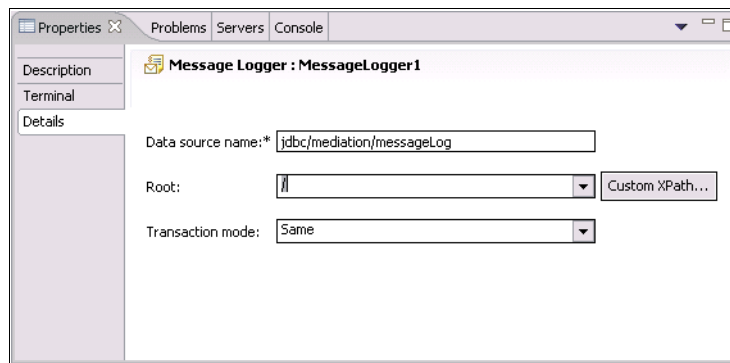 Properties Problems Servers Console
Description
Terminal
Details
Message Logger : MessageLogger1
Data source name:* jdbc/mediation/messageLog
Root: / Custom XPath...
Transaction mode: Same